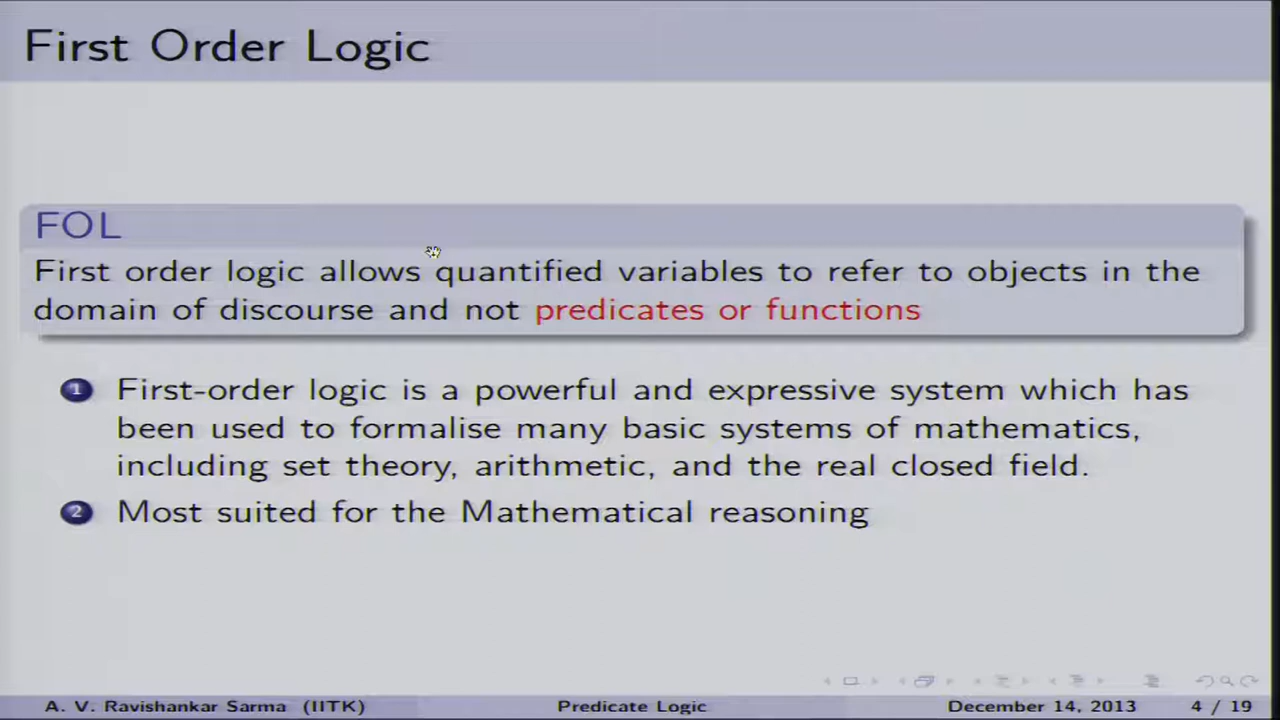 First Order Logic
FOL
First order logic allows quantified variables to refer to objects in the
domain of discourse and not predicates or functions
1 First-order logic is a powerful and expressive system which has
been used to formalise many basic systems of mathematics,
including set theory, arithmetic, and the real closed field.
2 Most suited for the Mathematical reasoning
A. V. Ravishankar Sarma (IITK) Predicate Logic December 14, 2013 4 / 19